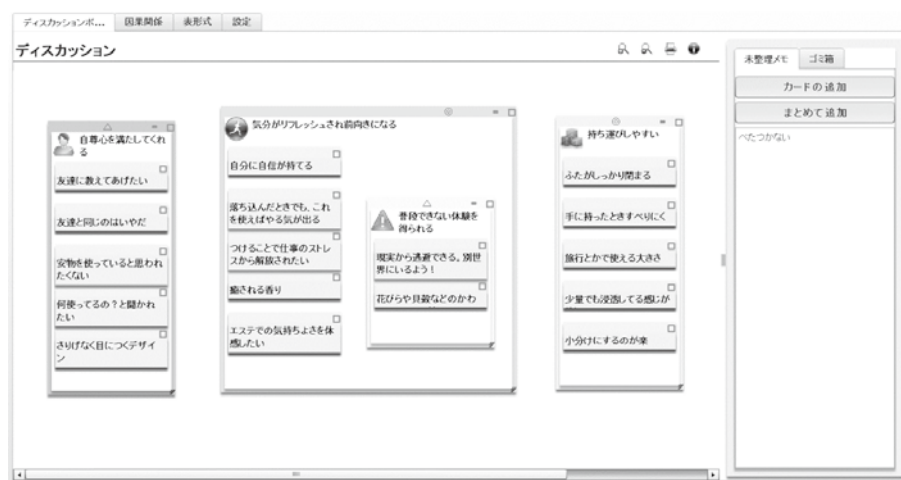 ディスカッションボ...
因果関係
表形式
設定
ディスカッション
自尊心を満たしてくれ
る
友達に教えてあげたい
友達と同じのはいやだ
安物を使っていると思われ
たくない
何使ってるの？と聞かれ
たい
さりげなく目につくデザイ
ン
気分がリフレッシュされ前向きになる
自分に自信が持てる
落ち込んだときでも、これ
を使えばやる気が出る
つけることで仕事のストレ
スから解放されたい
癒される香り
エステでの気持ちよさを体
感したい
普段できない体験を
得られる
現実から逃避できる。別世
界にいるよう！
花びらや貝殻などのかわ
持ち運びしやすい
ふたがしっかり閉まる
手に持ったときすべりにく
旅行とかで使える大きさ
少量でも浸透してる感じが
小分けにするのが楽
未整理メモ
ゴミ箱
カードの追加
まとめて追加
べたつかない